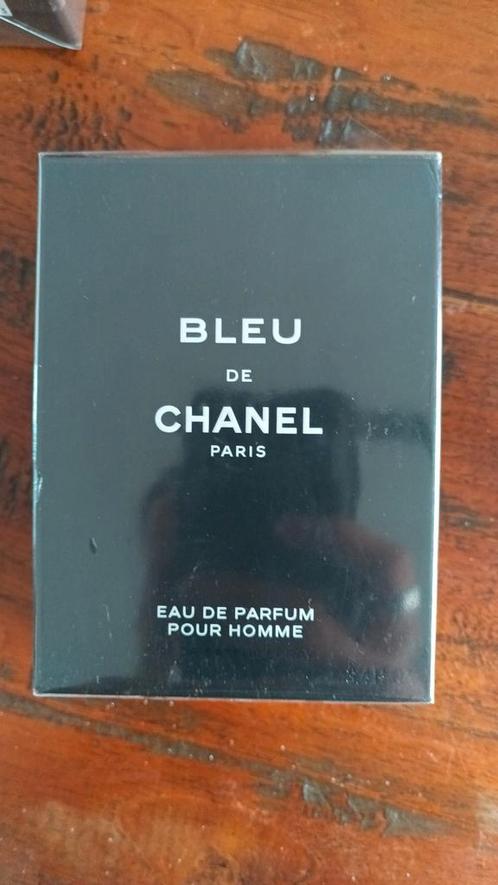 BLEU
DE
CHANEL
PARIS
EAU DE PARFUM
POUR HOMME